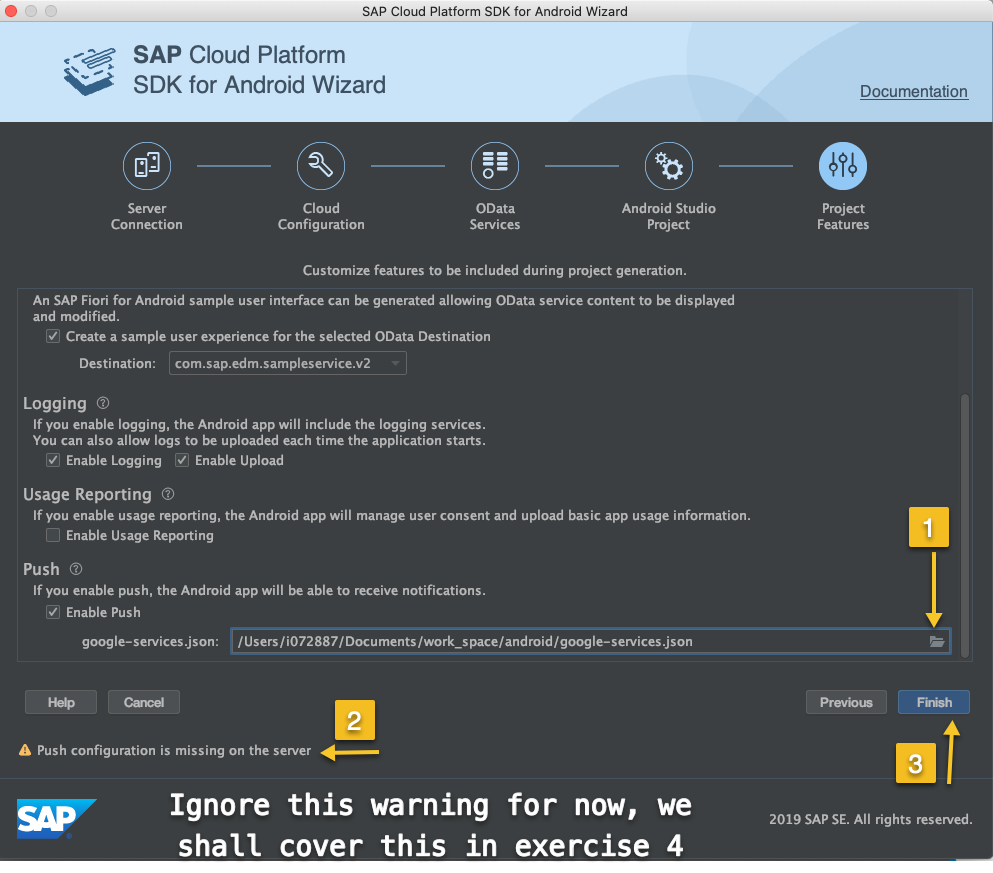 SAP Cloud Platform SDK for Android Wizard
SAP Cloud Platform
SDK for Android Wizard
Documentation
Server
Connection
Cloud
Configuration
OData
Services
Android Studio
Project
Project
Features
Customize features to be included during project generation.
An SAP Fiori for Android sample user interface can be generated allowing OData service content to be displayed
and modified.
Create a sample user experience for the selected OData Destination
Destination: com.sap.edm.sampleservice.v2
Logging ?
If you enable logging, the Android app will include the logging services.
You can also allow logs to be uploaded each time the application starts.
Enable Logging Enable Upload
Usage Reporting ?
If you enable usage reporting, the Android app will manage user consent and upload basic app usage information.
Enable Usage Reporting
1
Push ?
If you enable push, the Android app will be able to receive notifications.
Enable Push
google-services.json: /Users/i072887/Documents/work_space/android/google-services.json
Help Cancel Previous Finish
2
Push configuration is missing on the server
3
SAP
Ignore this warning for now, we
shall cover this in exercise 4
2019 SAP SE. All rights reserved.